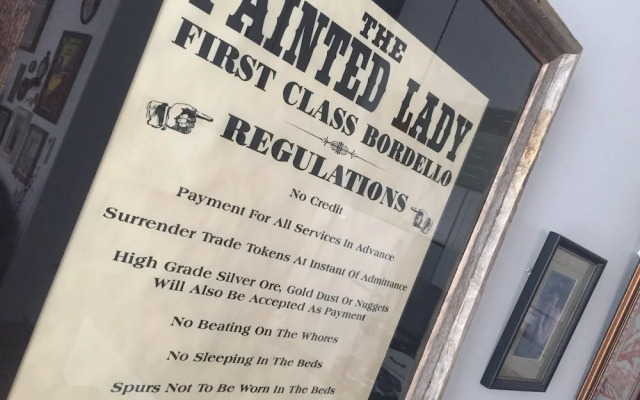 THE
PAINTED LADY
FIRST CLASS BORDELLO
REGULATIONS
No Credit
Payment For All Services In Advance
Surrender Trade Tokens At Instant Of Admittance
High Grade Silver Ore, Gold Dust Or Nuggets
Will Also Be Accepted As Payment
No Beating On The Whores
No Sleeping In The Beds
Spurs Not To Be Worn In The Beds